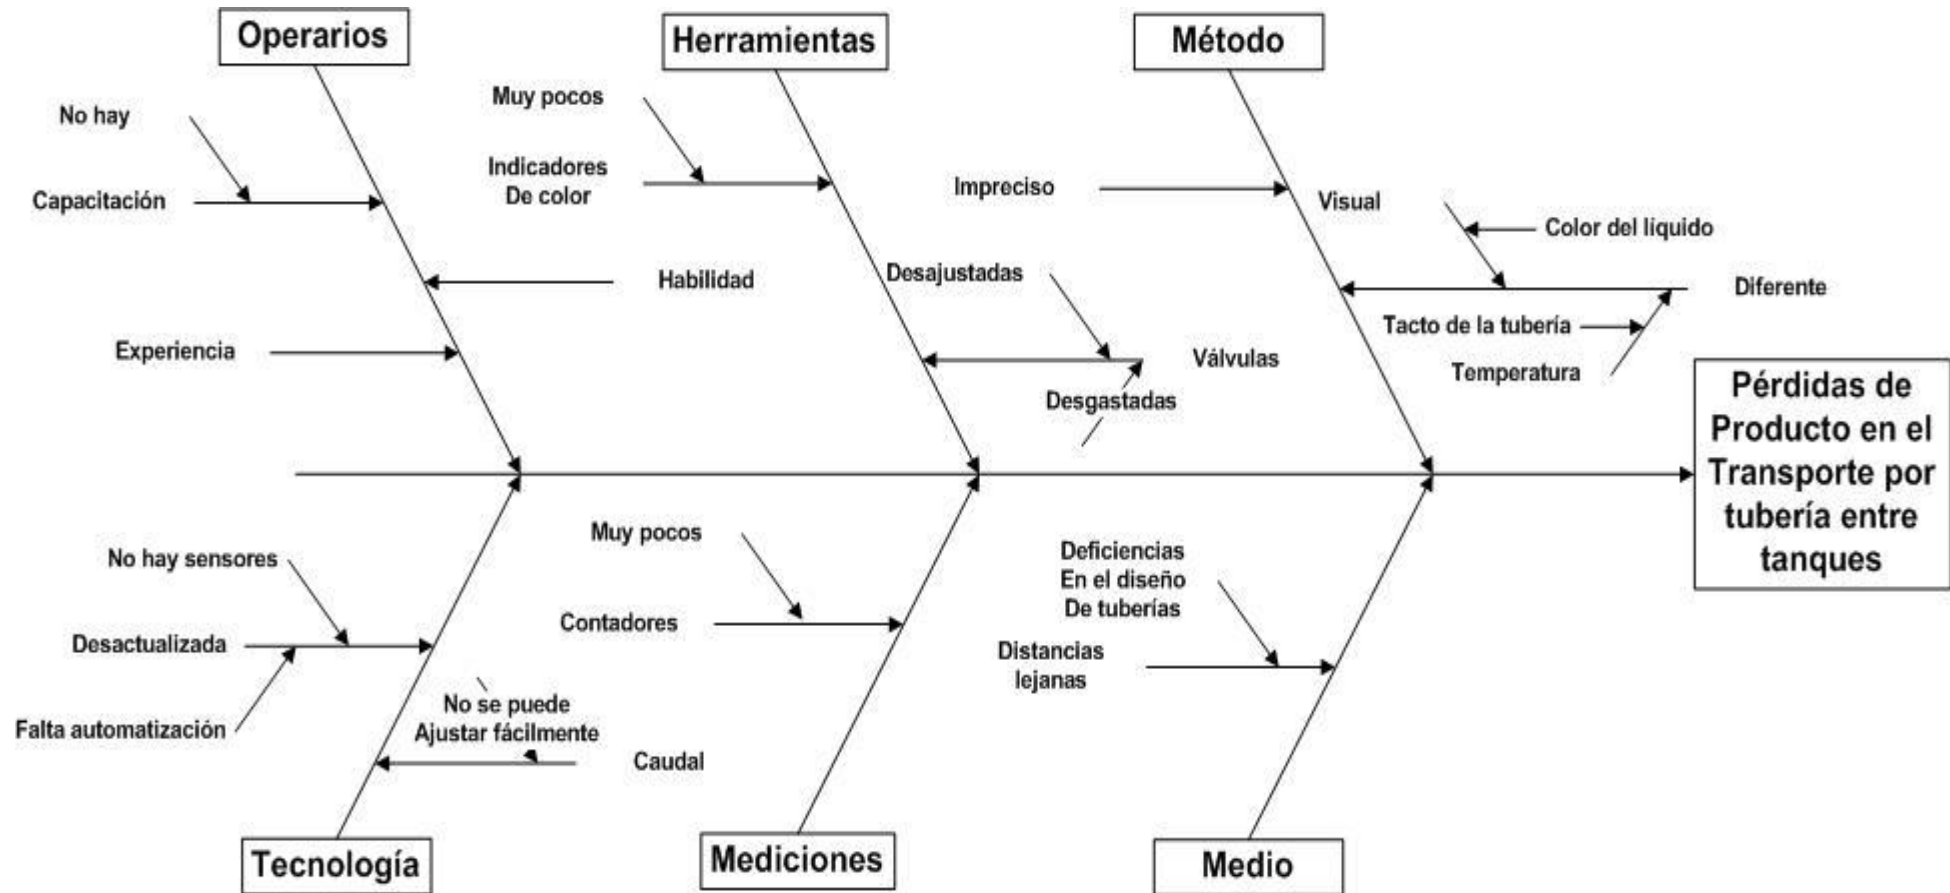 Operarios
Herramientas
Método
No hay
Muy pocos
Capacitación
Indicadores
De color
Impreciso
Visual
Color del líquido
Habilidad
Desajustadas
Diferente
Experiencia
Tacto de la tubería
Válvulas
Temperatura
Desgastadas
Pérdidas de
Producto en el
Transporte por
tubería entre
tanques
No hay sensores
Muy pocos
Deficiencias
En el diseño
De tuberías
Desactualizada
Contadores
Distancias
lejanas
Falta automatización
No se puede
Ajustar fácilmente
Caudal
Tecnología
Mediciones
Medio